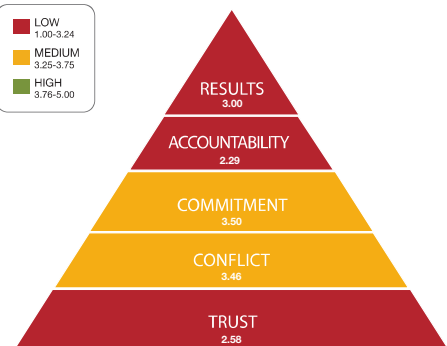 LOW
1.00-3.24
MEDIUM
3.25-3.75
HIGH
3.76-5.00
RESULTS
3.00
ACCOUNTABILITY
2.29
COMMITMENT
3.50
CONFLICT
3.46
TRUST
2.58